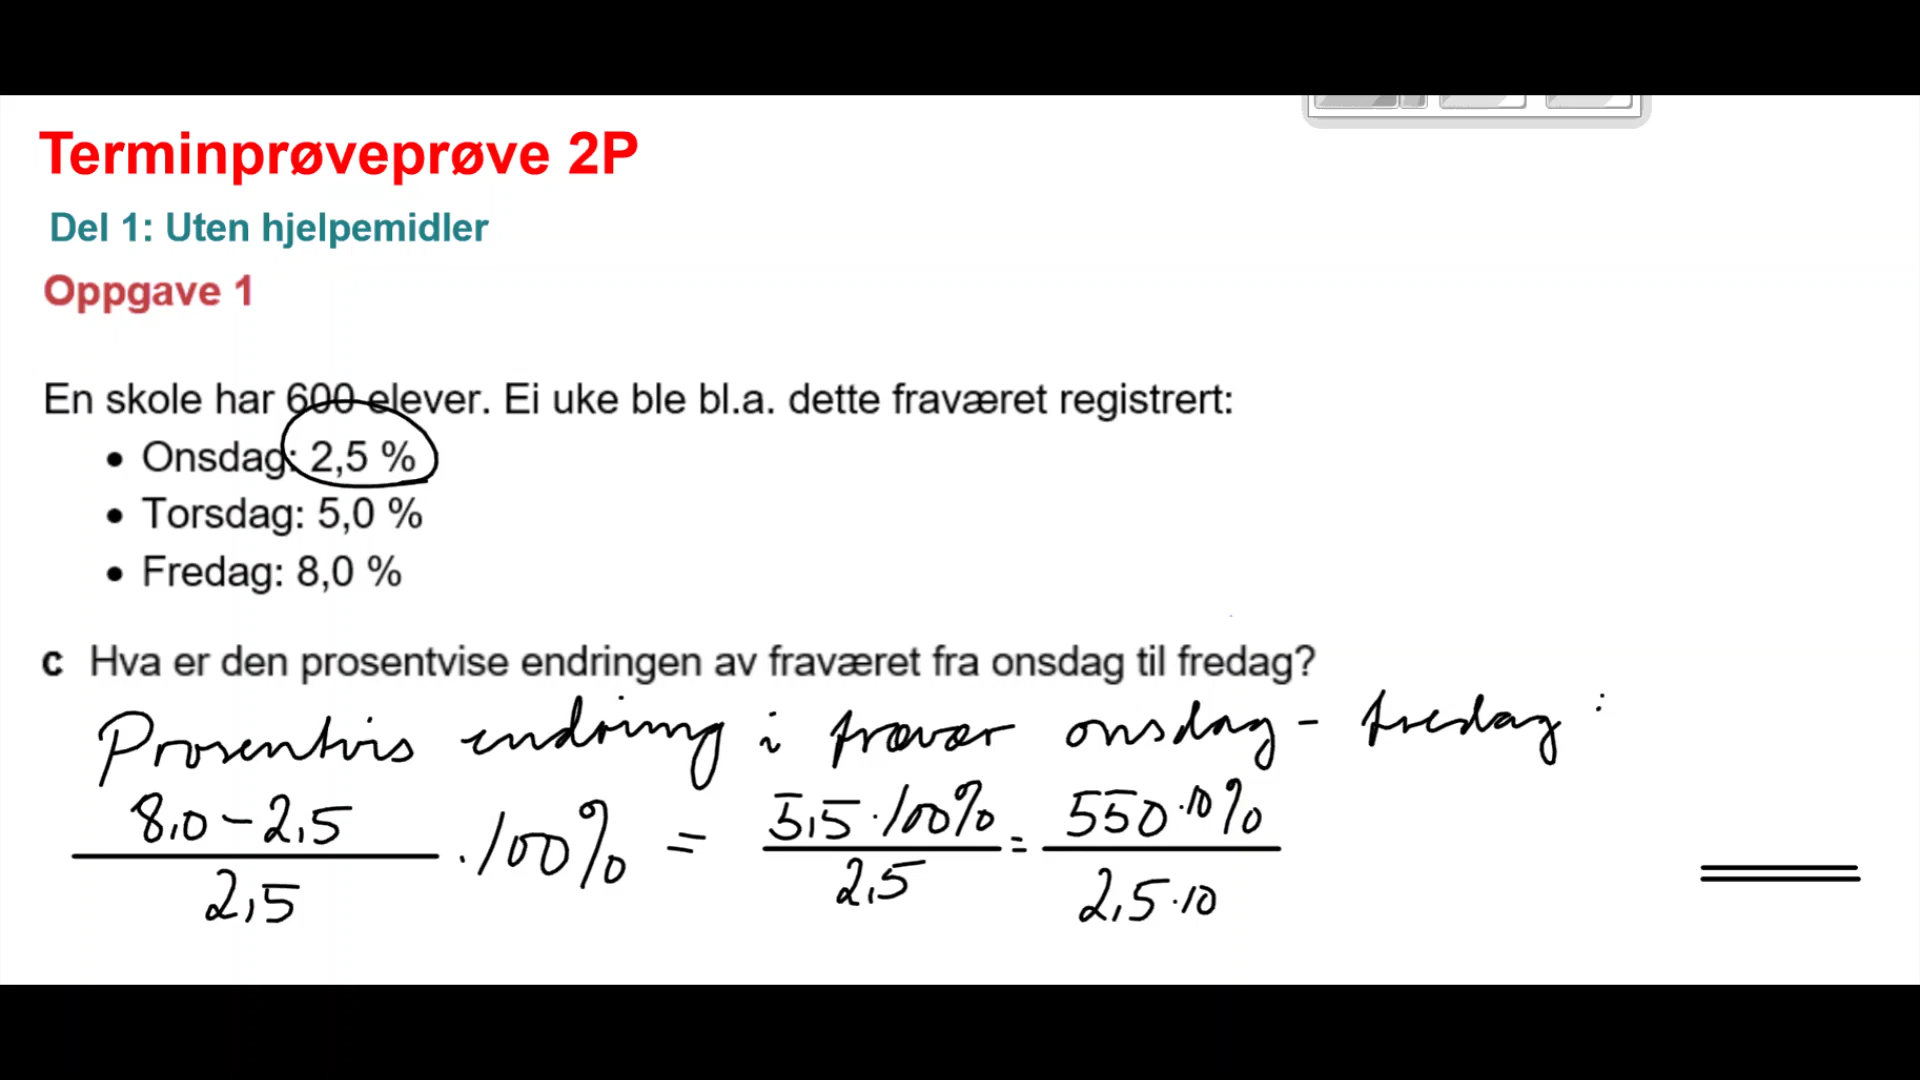 Terminprøveprøve 2P
Del 1: Uten hjelpemidler
Oppgave 1
En skole har 600 elever. Ei uke ble bl.a. dette fraværet registrert:
• Onsdag: 2,5 %
• Torsdag: 5,0 %
• Fredag: 8,0 %
c Hva er den prosentvise endringen av fraværet fra onsdag til fredag?
Prosentvis endring i fravær onsdag - fredag :
8,0 - 2,5 / 2,5 · 100% = 5,5 · 100% / 2,5 = 550 · 10% / 2,5 · 10